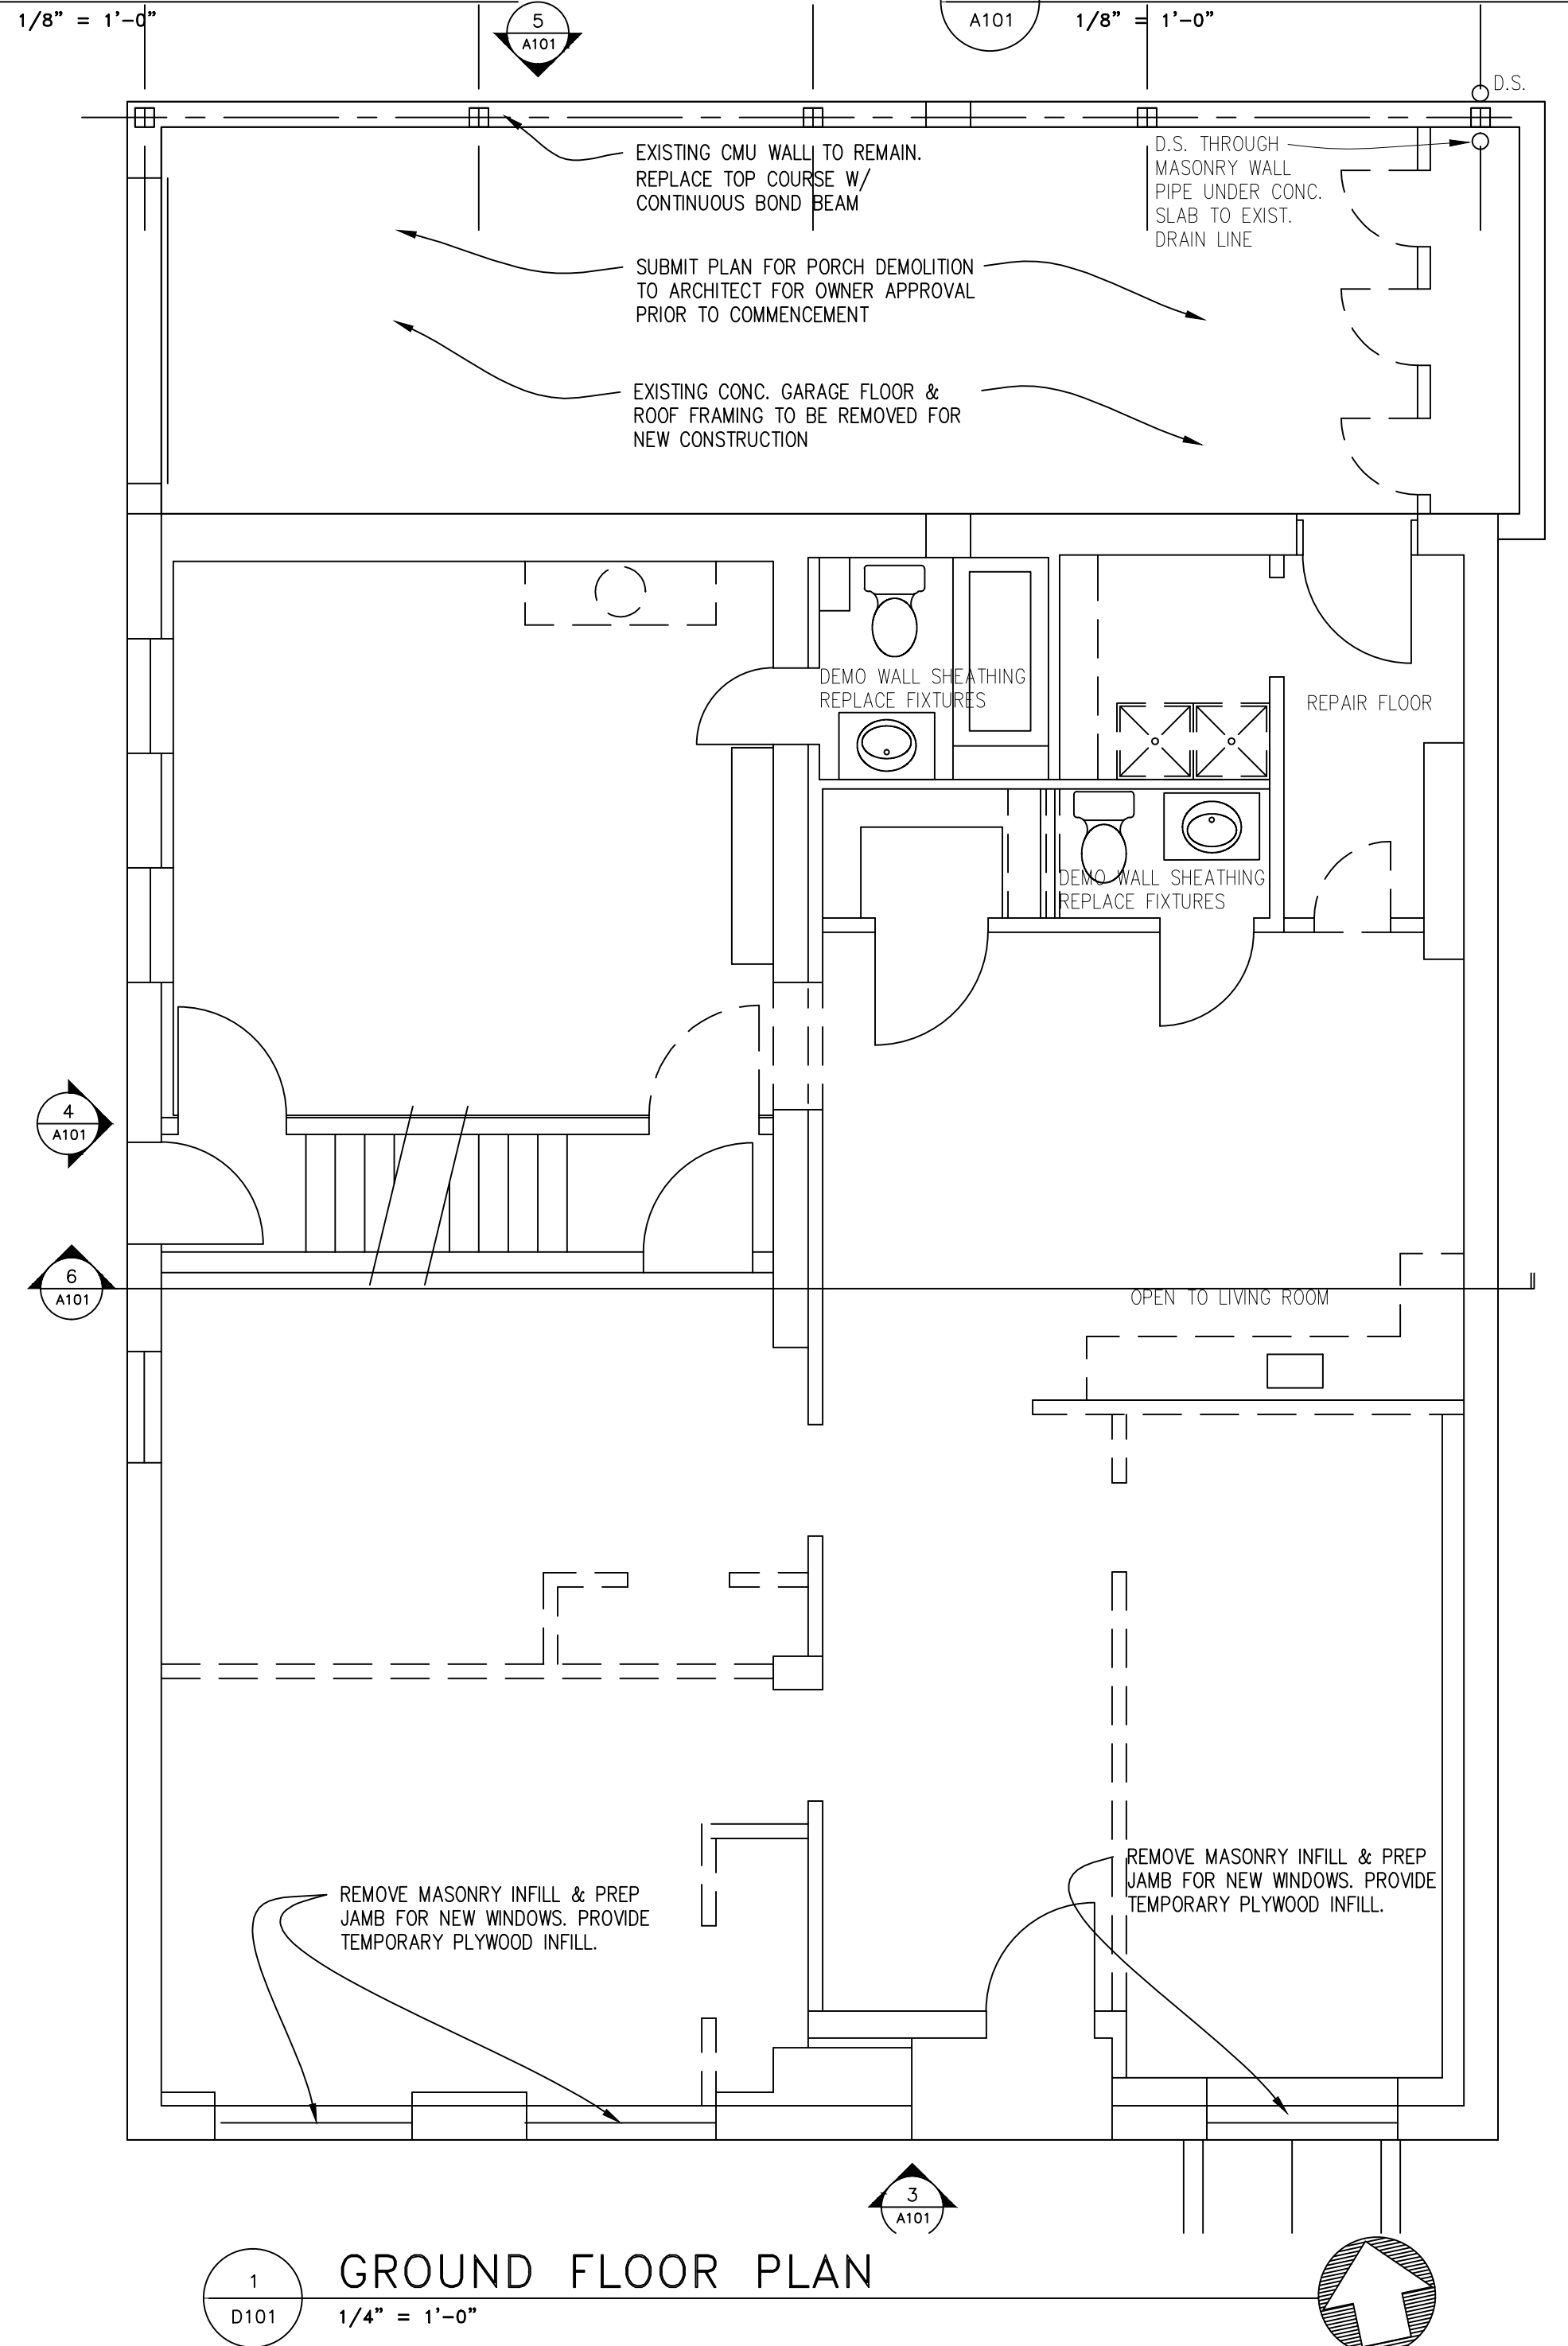 1/8" = 1'-0"
5
A101
A101
1/8" = 1'-0"
D.S.
EXISTING CMU WALL TO REMAIN.
REPLACE TOP COURSE W/
CONTINUOUS BOND BEAM
D.S. THROUGH
MASONRY WALL
PIPE UNDER CONC.
SLAB TO EXIST.
DRAIN LINE
SUBMIT PLAN FOR PORCH DEMOLITION
TO ARCHITECT FOR OWNER APPROVAL
PRIOR TO COMMENCEMENT
EXISTING CONC. GARAGE FLOOR &
ROOF FRAMING TO BE REMOVED FOR
NEW CONSTRUCTION
DEMO WALL SHEATHING
REPLACE FIXTURES
REPAIR FLOOR
DEMO WALL SHEATHING
REPLACE FIXTURES
4
A101
6
A101
OPEN TO LIVING ROOM
REMOVE MASONRY INFILL & PREP
JAMB FOR NEW WINDOWS. PROVIDE
TEMPORARY PLYWOOD INFILL.
REMOVE MASONRY INFILL & PREP
JAMB FOR NEW WINDOWS. PROVIDE
TEMPORARY PLYWOOD INFILL.
3
A101
1
D101
GROUND FLOOR PLAN
1/4" = 1'-0"